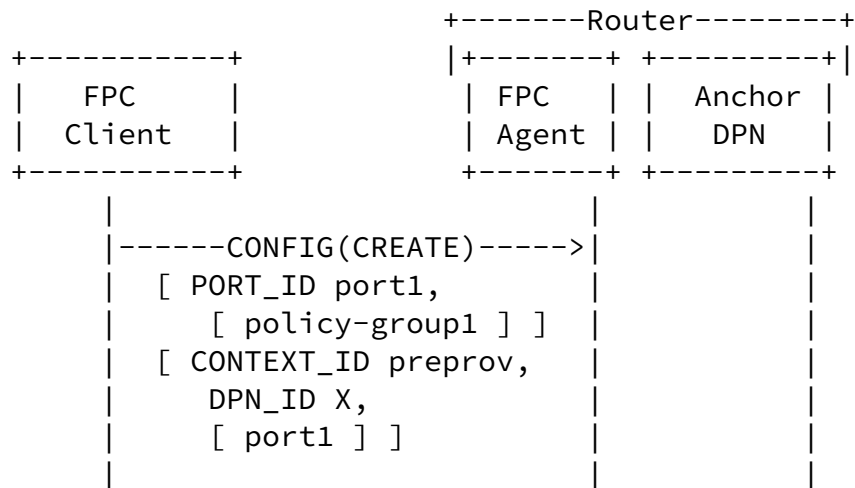 +-------Router--------+
+-----------+          |+-------+ +---------+|
|    FPC    |           | FPC   | |  Anchor |
|   Client  |           | Agent | |   DPN   |
+-----------+           +-------+ +---------+
     |                         |           |
     |------CONFIG(CREATE)----->|           |
     |  [ PORT_ID port1,       |           |
     |     [ policy-group1 ] ] |           |
     |  [ CONTEXT_ID preprov,  |           |
     |     DPN_ID X,           |           |
     |     [ port1 ] ]         |           |
     |                         |           |